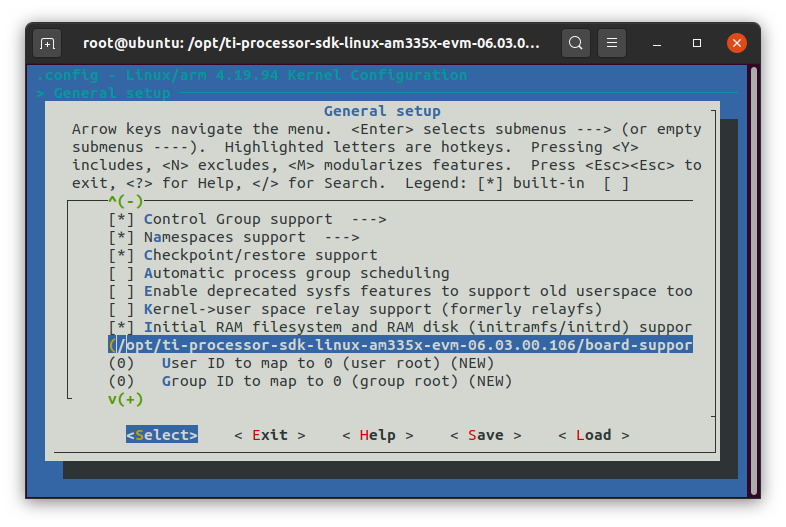 root@ubuntu: /opt/ti-processor-sdk-linux-am335x-evm-06.03.0...
.config - Linux/arm 4.19.94 Kernel Configuration
> General setup
General setup
Arrow keys navigate the menu.  <Enter> selects submenus ---> (or empty
submenus ----).  Highlighted letters are hotkeys.  Pressing <Y>
includes, <N> excludes, <M> modularizes features.  Press <Esc><Esc> to
exit, <?> for Help, </> for Search.  Legend: [*] built-in  [ ]
^(-)
[*] Control Group support  --->
[*] Namespaces support  --->
[*] Checkpoint/restore support
[ ] Automatic process group scheduling
[ ] Enable deprecated sysfs features to support old userspace too
[ ] Kernel->user space relay support (formerly relayfs)
[*] Initial RAM filesystem and RAM disk (initramfs/initrd) suppor
(/opt/ti-processor-sdk-linux-am335x-evm-06.03.00.106/board-suppor
(0)   User ID to map to 0 (user root) (NEW)
(0)   Group ID to map to 0 (group root) (NEW)
v(+)
<Select>    < Exit >    < Help >    < Save >    < Load >